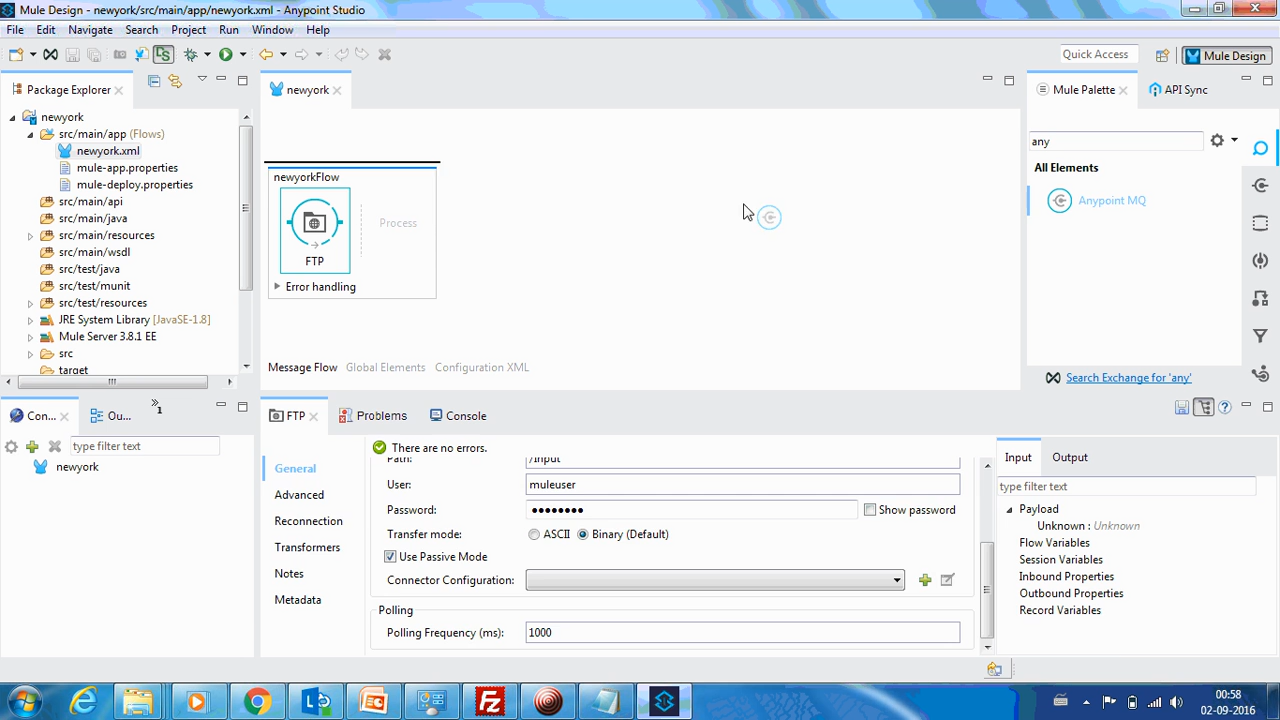 Mule Design - newyork/src/main/app/newyork.xml - Anypoint Studio
File Edit Navigate Search Project Run Window Help
Quick Access
Mule Design
Package Explorer
newyork
src/main/app (Flows)
newyork.xml
mule-app.properties
mule-deploy.properties
src/main/api
src/main/java
src/main/resources
src/main/wsdl
src/test/java
src/test/munit
src/test/resources
JRE System Library [JavaSE-1.8]
Mule Server 3.8.1 EE
src
target
newyork
newyorkFlow
FTP
Process
Error handling
Message Flow Global Elements Configuration XML
Mule Palette
API Sync
any
All Elements
Anypoint MQ
Search Exchange for 'any'
Con...
Ou...
1
type filter text
newyork
FTP
Problems
Console
There are no errors.
General
Advanced
Reconnection
Transformers
Notes
Metadata
Path: /Input
User: muleuser
Password: ●●●●●●●● Show password
Transfer mode: ASCII Binary (Default)
Use Passive Mode
Connector Configuration:
Polling
Polling Frequency (ms): 1000
Input
Output
type filter text
Payload
Unknown : Unknown
Flow Variables
Session Variables
Inbound Properties
Outbound Properties
Record Variables
00:58
02-09-2016